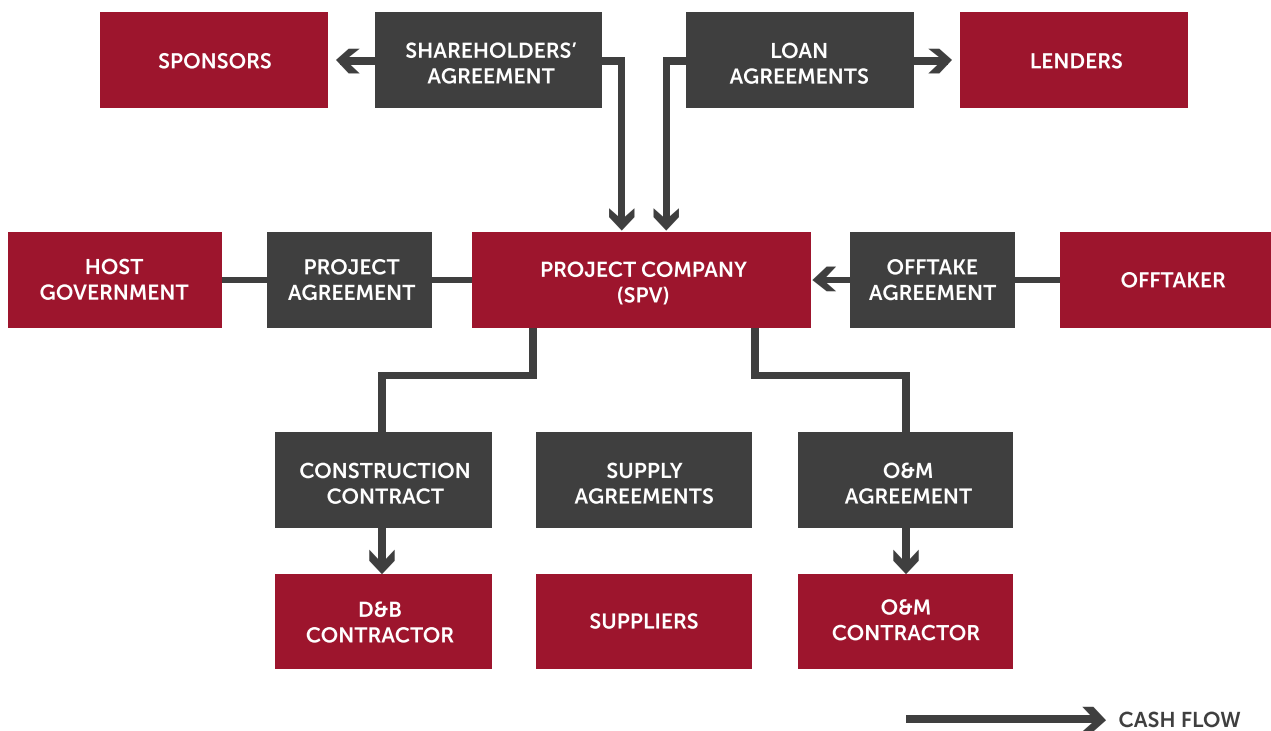 SPONSORS
SHAREHOLDERS'
AGREEMENT
LOAN
AGREEMENTS
LENDERS
HOST
GOVERNMENT
PROJECT
AGREEMENT
PROJECT COMPANY
(SPV)
OFFTAKE
AGREEMENT
OFFTAKER
CONSTRUCTION
CONTRACT
SUPPLY
AGREEMENTS
O&M
AGREEMENT
D&B
CONTRACTOR
SUPPLIERS
O&M
CONTRACTOR
CASH FLOW